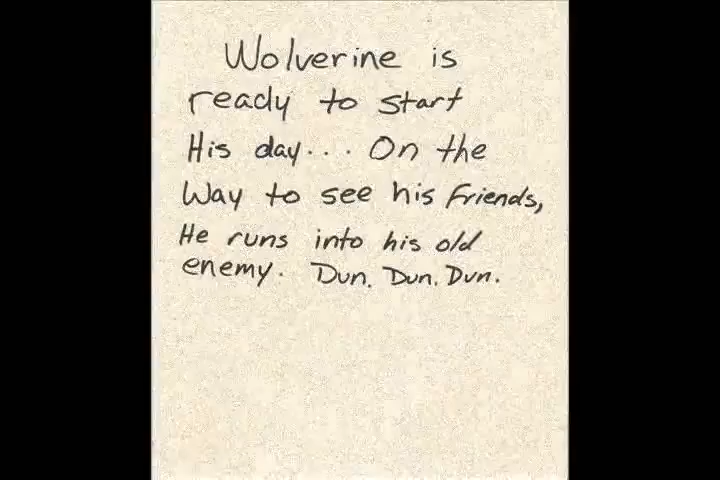 Wolverine is
ready to start
His day... On the
Way to see his friends,
He runs into his old
enemy. Dun. Dun. Dun.